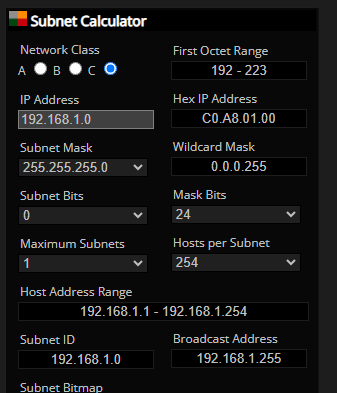 Subnet Calculator
Network Class First Octet Range
A B C 192 - 223
IP Address Hex IP Address
192.168.1.0 C0.A8.01.00
Subnet Mask Wildcard Mask
255.255.255.0 0.0.0.255
Subnet Bits Mask Bits
0 24
Maximum Subnets Hosts per Subnet
1 254
Host Address Range
192.168.1.1 - 192.168.1.254
Subnet ID Broadcast Address
192.168.1.0 192.168.1.255
Subnet Bitmap